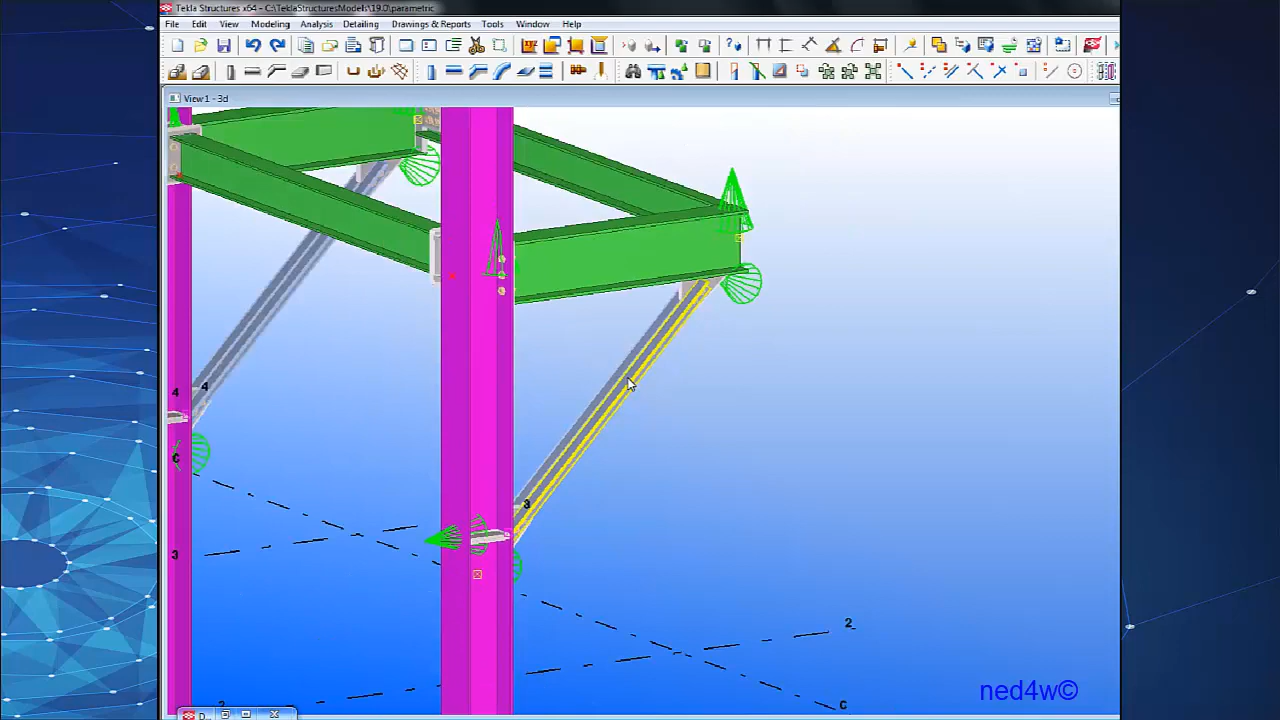 Tekla Structures x64 - C:\TeklaStructuresModels\19.0\parametric
File Edit View Modeling Analysis Detailing Drawings & Reports Tools Window Help
View 1 - 3d
4
4
C
3
3
2
2
C
D...
ned4w©